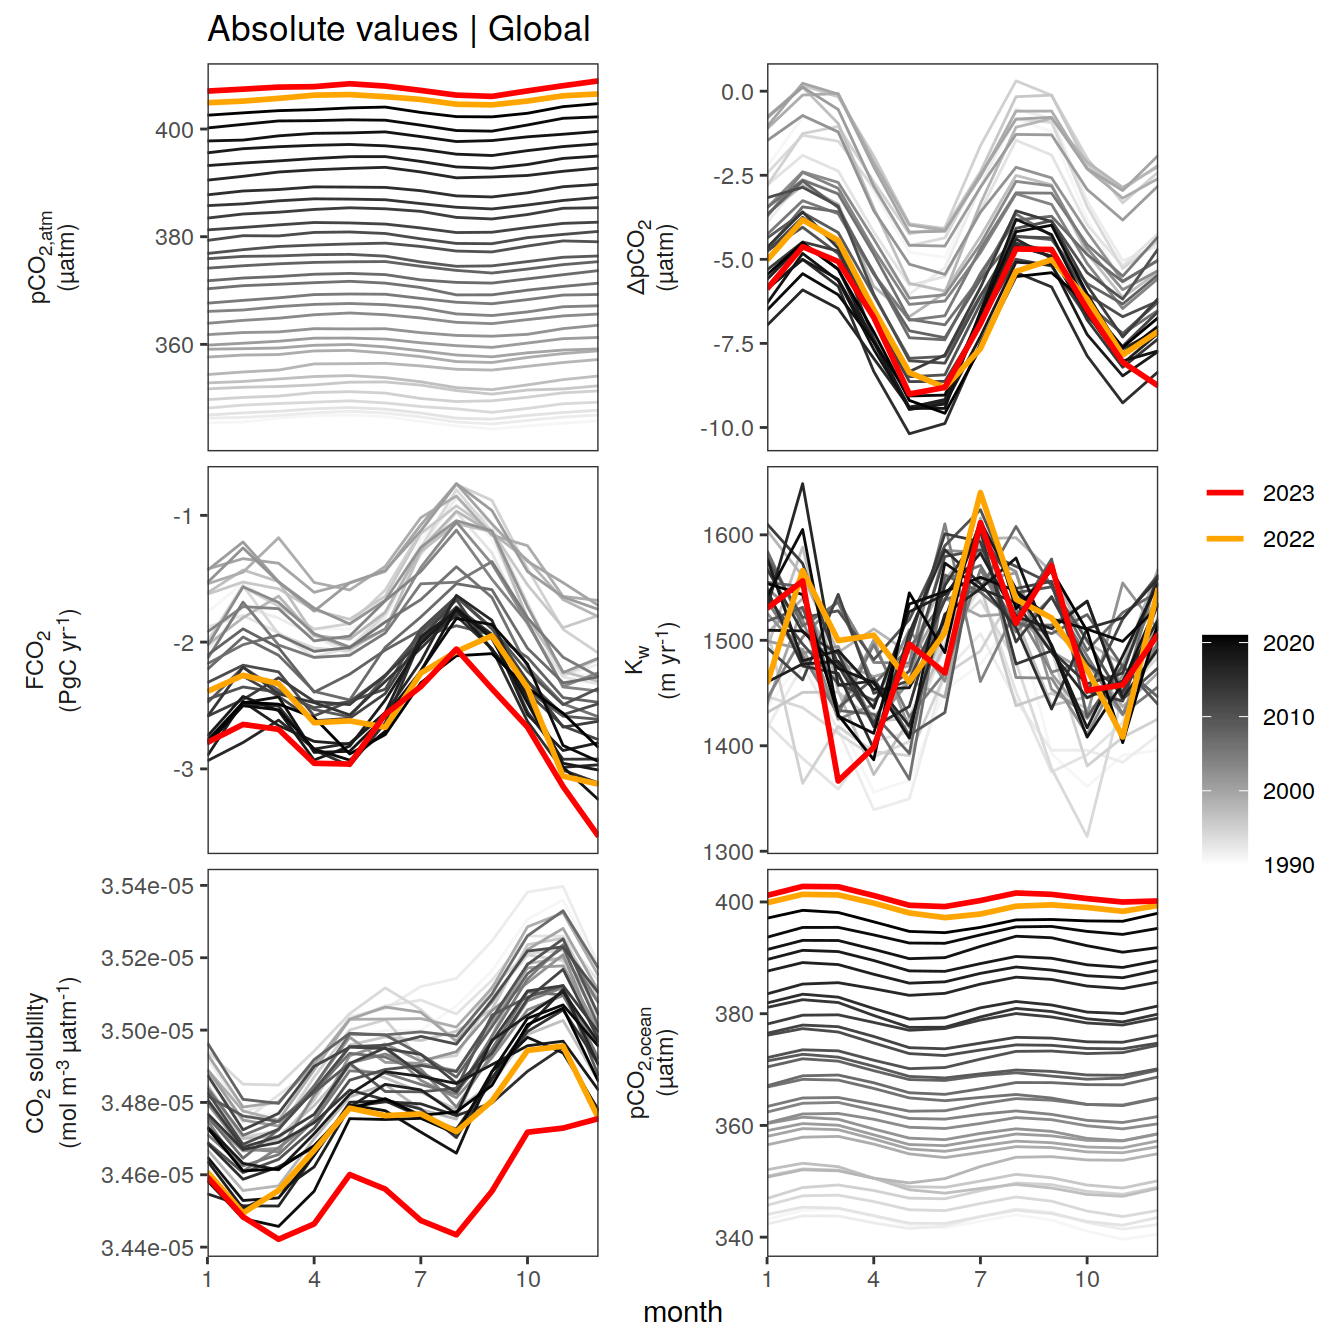 Absolute values | Global
pCO2,atm
(µatm)
400
380
360
ΔpCO2
(µatm)
0.0
-2.5
-5.0
-7.5
-10.0
FCO2
(PgC yr-1)
-1
-2
-3
Kw
(m yr-1)
1600
1500
1400
1300
CO2 solubility
(mol m-3 µatm-1)
3.54e-05
3.52e-05
3.50e-05
3.48e-05
3.46e-05
3.44e-05
1
4
7
10
pCO2,ocean
(µatm)
400
380
360
340
1
4
7
10
month
2023
2022
2020
2010
2000
1990